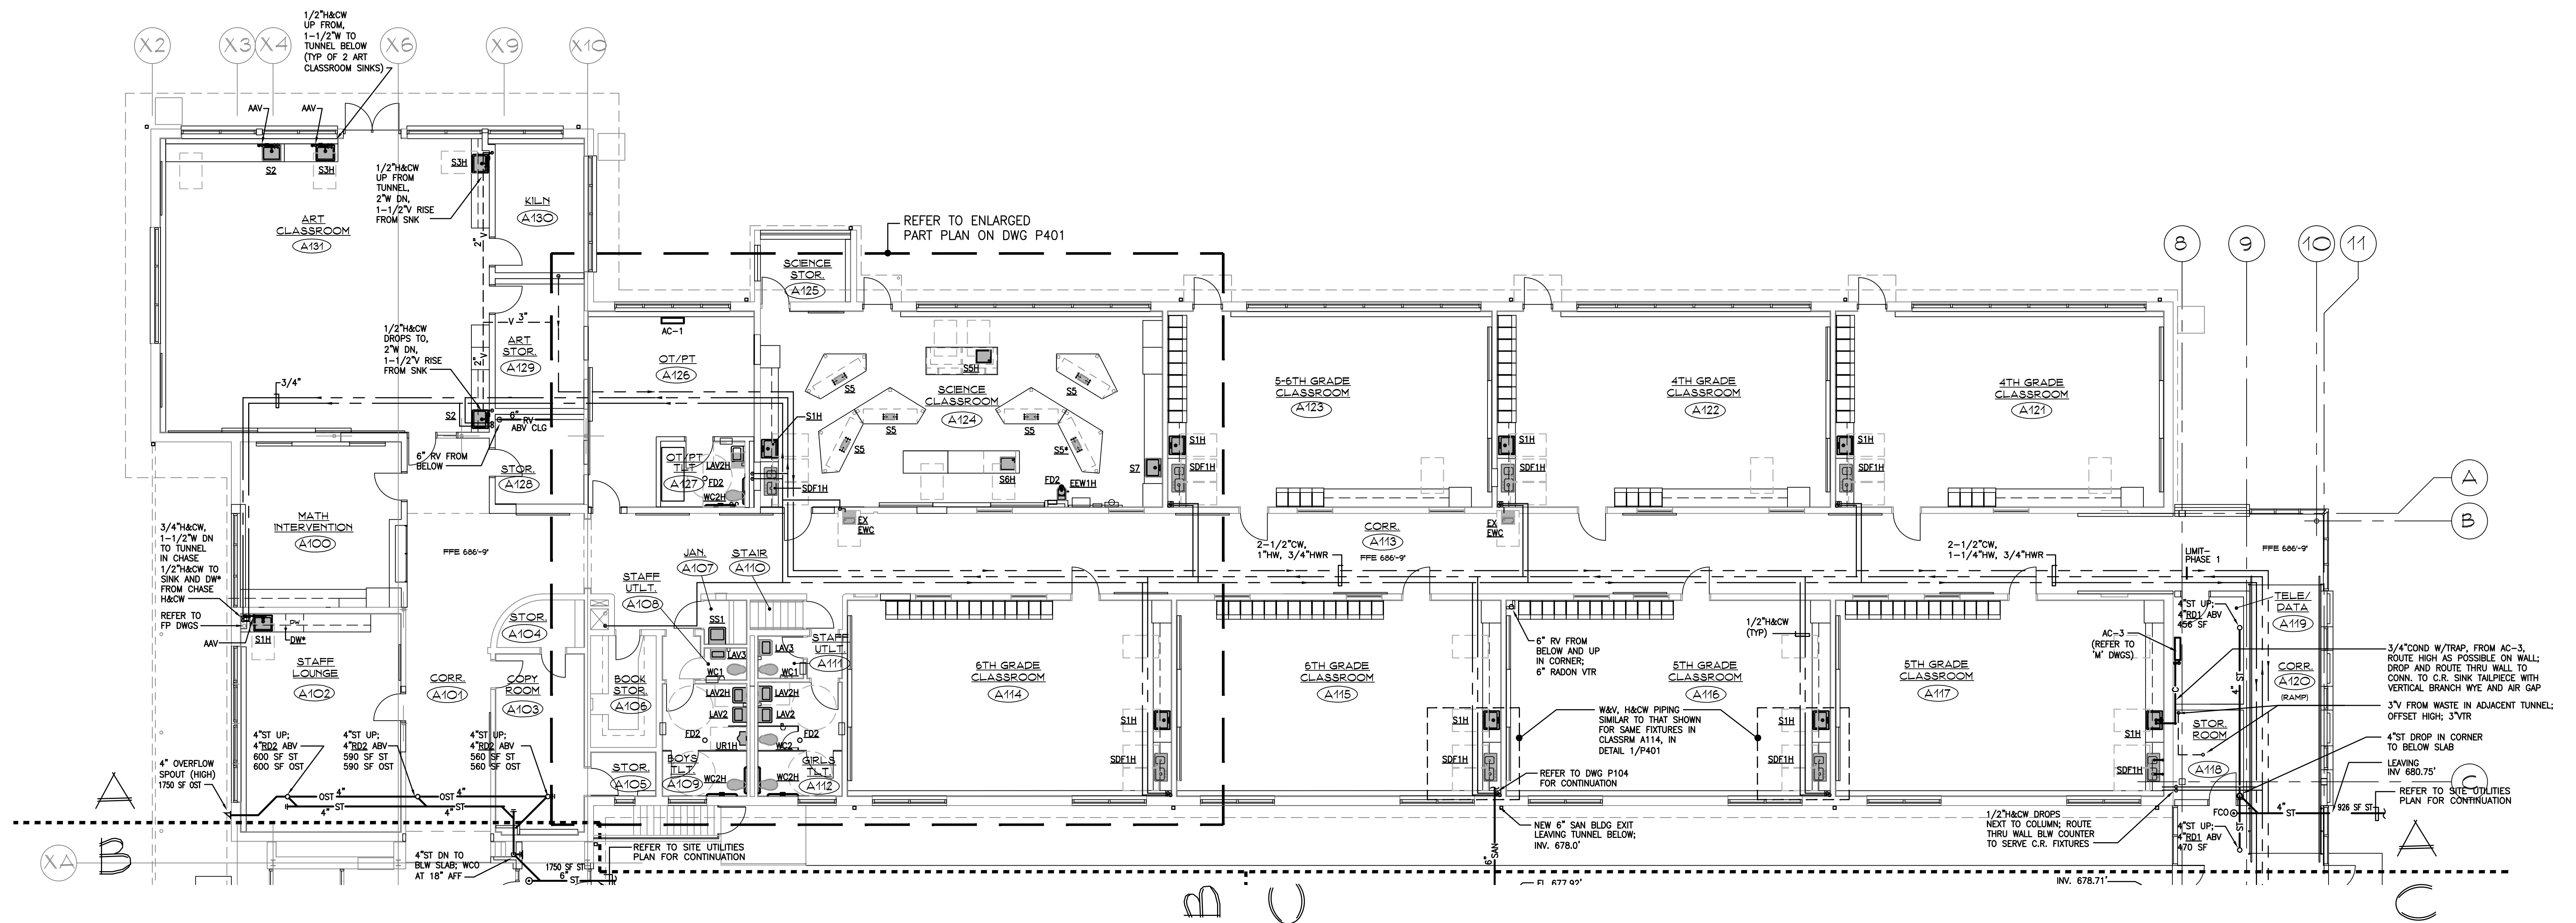 1/2"H&CW
UP FROM,
1-1/2"W TO
TUNNEL BELOW
(TYP OF 2 ART
CLASSROOM SINKS)
X2
X3
X4
X6
X9
X10
AAV
AAV
S2
S3H
S3H
1/2"H&CW
UP FROM
TUNNEL,
2"W DN,
1-1/2"V RISE
FROM SNK
KILN
A130
ART
CLASSROOM
A131
2" V
REFER TO ENLARGED
PART PLAN ON DWG P401
8
9
10
11
SCIENCE
STOR.
A125
1/2"H&CW
DROPS TO,
2"W DN,
1-1/2"V RISE
FROM SNK
V 3"
2" V
ART
STOR.
A129
AC-1
OT/PT
A126
3/4"
S2
6"
RV
ABV CLG
6" RV FROM
BELOW
STOR.
A128
S5
S5H
S5
SCIENCE
CLASSROOM
A124
S5
S5
S5
S5*
S1H
SDF1H
S6H
S7
FD2
EEW1H
OT/PT
TLT
A127
LAV2H
FD2
WC2H
5-6TH GRADE
CLASSROOM
A123
S1H
SDF1H
4TH GRADE
CLASSROOM
A122
S1H
SDF1H
4TH GRADE
CLASSROOM
A121
S1H
SDF1H
A
B
MATH
INTERVENTION
A100
FFE 686'-9"
3/4"H&CW,
1-1/2"W DN
TO TUNNEL
IN CHASE
1/2"H&CW TO
SINK AND DW*
FROM CHASE
H&CW
REFER TO
FP DWGS
AAV
S1H
DW
DW*
EX
EWC
EX
EWC
CORR.
A113
FFE 686'-9"
2-1/2"CW,
1"HW, 3/4"HWR
2-1/2"CW,
1-1/4"HW, 3/4"HWR
LIMIT-
PHASE 1
FFE 686'-9"
JAN.
A107
STAIR
A110
STAFF
UTLT.
A108
STOR.
A104
SS1
LAV3
WC1
LAV3
WC1
STAFF
UTLT.
A111
STAFF
LOUNGE
A102
CORR.
A101
COPY
ROOM
A103
BOOK
STOR.
A106
LAV2H
LAV2
FD2
UR1H
WC2H
BOYS
TLT.
A109
LAV2H
LAV2
FD2
WC2
WC2H
GIRLS
TLT.
A112
STOR.
A105
6TH GRADE
CLASSROOM
A114
S1H
SDF1H
6TH GRADE
CLASSROOM
A115
S1H
SDF1H
6" RV FROM
BELOW AND UP
IN CORNER;
6" RADON VTR
1/2"H&CW
(TYP)
5TH GRADE
CLASSROOM
A116
S1H
SDF1H
W&V, H&CW PIPING
SIMILAR TO THAT SHOWN
FOR SAME FIXTURES IN
CLASSRM A114, IN
DETAIL 1/P401
5TH GRADE
CLASSROOM
A117
S1H
SDF1H
AC-3
(REFER TO
'M' DWGS)
4"ST UP;
4"RD1 ABV
456 SF
TELE/
DATA
A119
C
4"
ST
CORR.
A120
(RAMP)
STOR.
ROOM
A118
3/4"COND W/TRAP, FROM AC-3,
ROUTE HIGH AS POSSIBLE ON WALL;
DROP AND ROUTE THRU WALL TO
CONN. TO C.R. SINK TAILPIECE WITH
VERTICAL BRANCH WYE AND AIR GAP
3"V FROM WASTE IN ADJACENT TUNNEL;
OFFSET HIGH; 3"VTR
4"ST DROP IN CORNER
TO BELOW SLAB
LEAVING
INV 680.75'
C
REFER TO SITE UTILITIES
PLAN FOR CONTINUATION
926 SF ST
4"
ST
FCO
ST
4"ST UP;
4"RD1 ABV
470 SF
1/2"H&CW DROPS
NEXT TO COLUMN; ROUTE
THRU WALL BLW COUNTER
TO SERVE C.R. FIXTURES
REFER TO DWG P104
FOR CONTINUATION
NEW 6" SAN BLDG EXIT
LEAVING TUNNEL BELOW;
INV. 678.0'
6" SAN
4"ST UP;
4"RD2 ABV
600 SF ST
600 SF OST
4"ST UP;
4"RD2 ABV
590 SF ST
590 SF OST
4"ST UP;
4"RD2 ABV
560 SF ST
560 SF OST
4" OVERFLOW
SPOUT (HIGH)
1750 SF OST
OST 4"
OST 4"
4" ST
4" ST
A
B
XA
4"ST DN TO
BLW SLAB; WCO
AT 18" AFF
1750 SF ST
6"
ST
REFER TO SITE UTILITIES
PLAN FOR CONTINUATION
EL 677.92'
INV. 678.71'
A
B
C
C